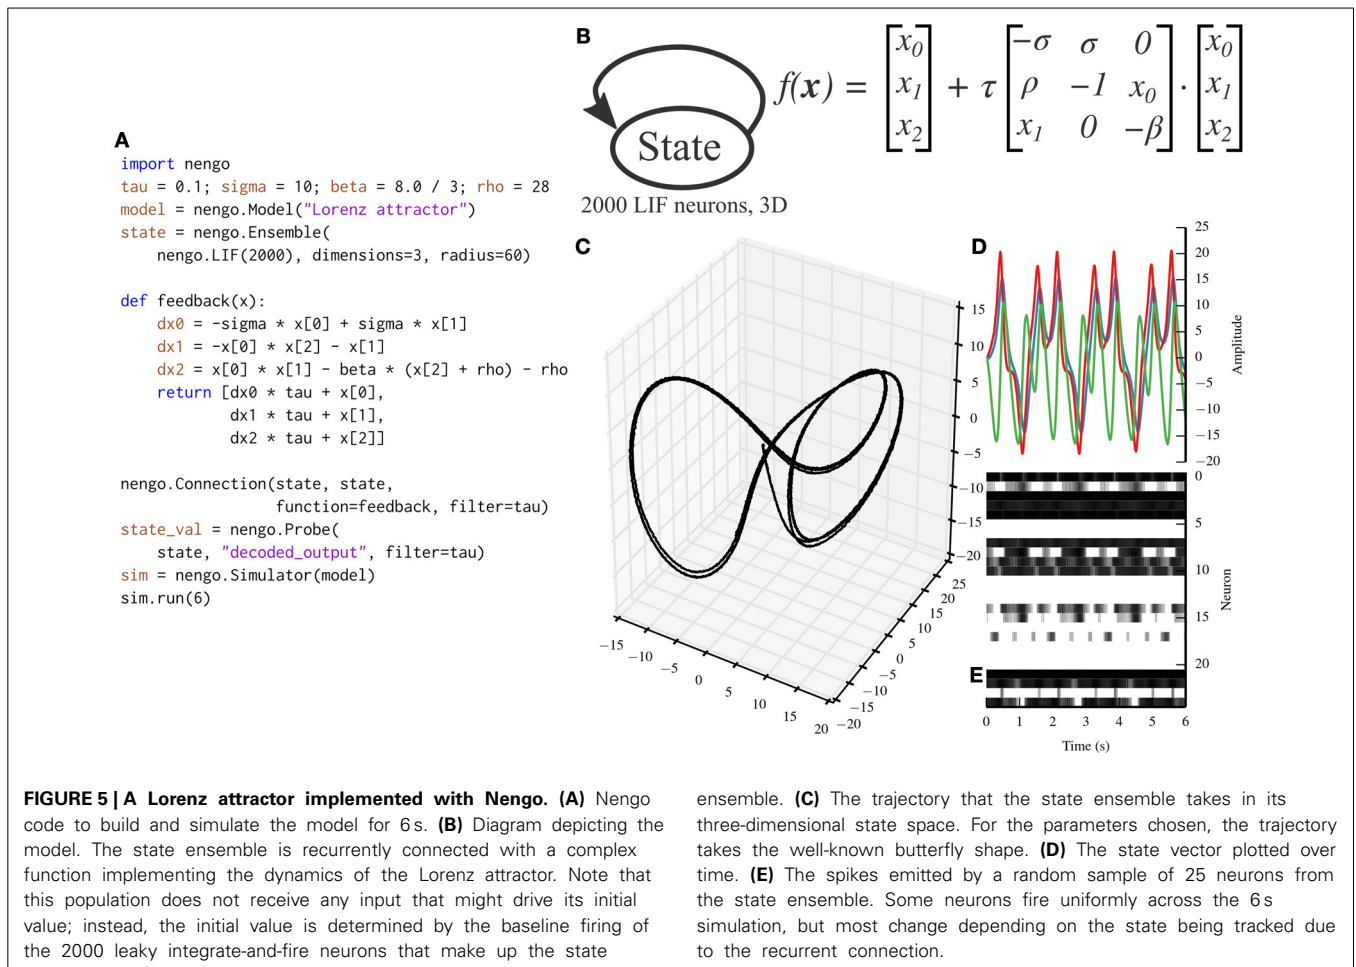 A
import nengo
tau = 0.1; sigma = 10; beta = 8.0 / 3; rho = 28
model = nengo.Model("Lorenz attractor")
state = nengo.Ensemble(
nengo.LIF(2000), dimensions=3, radius=60)
def feedback(x):
dx0 = -sigma * x[0] + sigma * x[1]
dx1 = -x[0] * x[2] - x[1]
dx2 = x[0] * x[1] - beta * (x[2] + rho) - rho
return [dx0 * tau + x[0],
dx1 * tau + x[1],
dx2 * tau + x[2]]
nengo.Connection(state, state,
function=feedback, filter=tau)
state_val = nengo.Probe(
state, "decoded_output", filter=tau)
sim = nengo.Simulator(model)
sim.run(6)
B
State
2000 LIF neurons, 3D
f(x) = [x₀ x₁ x₂] + τ [−σ σ 0
ρ −1 x₀
x₁ 0 −β] · [x₀ x₁ x₂]
C
15
10
5
0
−5
−10
−15
−20
25
20
15
10
5
0
−5
−10
−15
−20
−15
−10
−5
0
5
10
15
20
D
25
20
15
10
5
0
−5
−10
−15
−20
Amplitude
E
0
5
10
15
20
Neuron
0 1 2 3 4 5 6
Time (s)
FIGURE 5 | A Lorenz attractor implemented with Nengo. (A) Nengo
code to build and simulate the model for 6 s. (B) Diagram depicting the
model. The state ensemble is recurrently connected with a complex
function implementing the dynamics of the Lorenz attractor. Note that
this population does not receive any input that might drive its initial
value; instead, the initial value is determined by the baseline firing of
the 2000 leaky integrate-and-fire neurons that make up the state
ensemble. (C) The trajectory that the state ensemble takes in its
three-dimensional state space. For the parameters chosen, the trajectory
takes the well-known butterfly shape. (D) The state vector plotted over
time. (E) The spikes emitted by a random sample of 25 neurons from
the state ensemble. Some neurons fire uniformly across the 6 s
simulation, but most change depending on the state being tracked due
to the recurrent connection.